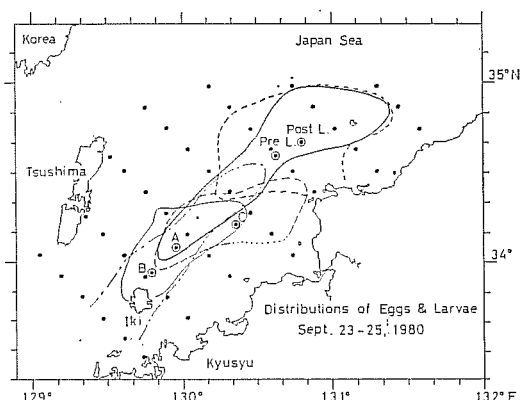 Korea
Japan Sea
35°N
Post L.
Pre L.
Tsushima
C
A
34°
B
Distributions of Eggs & Larvae
Iki
Sept. 23-25, 1980
Kyusyu
129°
130°
131°
132°E